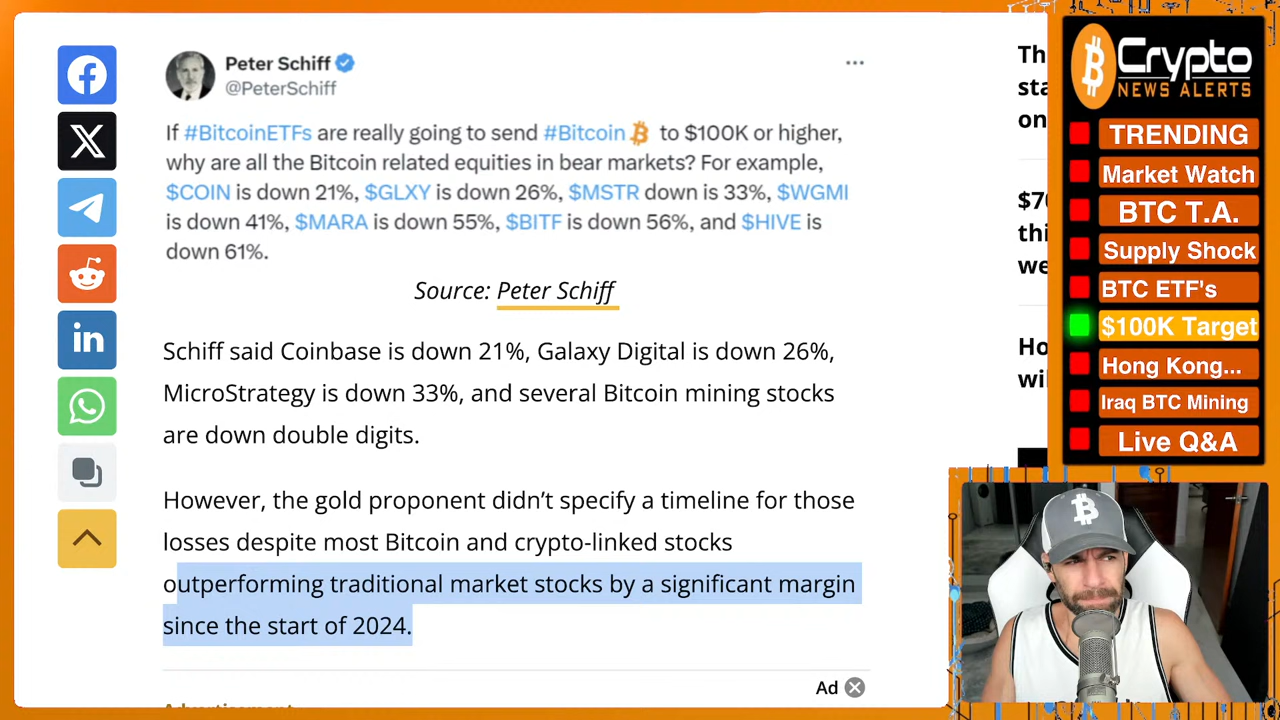 Peter Schiff
@PeterSchiff
If #BitcoinETFs are really going to send #Bitcoin to $100K or higher,
why are all the Bitcoin related equities in bear markets? For example,
$COIN is down 21%, $GLXY is down 26%, $MSTR down is 33%, $WGMI
is down 41%, $MARA is down 55%, $BITF is down 56%, and $HIVE is
down 61%.
Source: Peter Schiff
Schiff said Coinbase is down 21%, Galaxy Digital is down 26%,
MicroStrategy is down 33%, and several Bitcoin mining stocks
are down double digits.
However, the gold proponent didn’t specify a timeline for those
losses despite most Bitcoin and crypto-linked stocks
outperforming traditional market stocks by a significant margin
since the start of 2024.
Ad
Crypto
NEWS ALERTS
TRENDING
Market Watch
BTC T.A.
Supply Shock
BTC ETF's
$100K Target
Hong Kong...
Iraq BTC Mining
Live Q&A